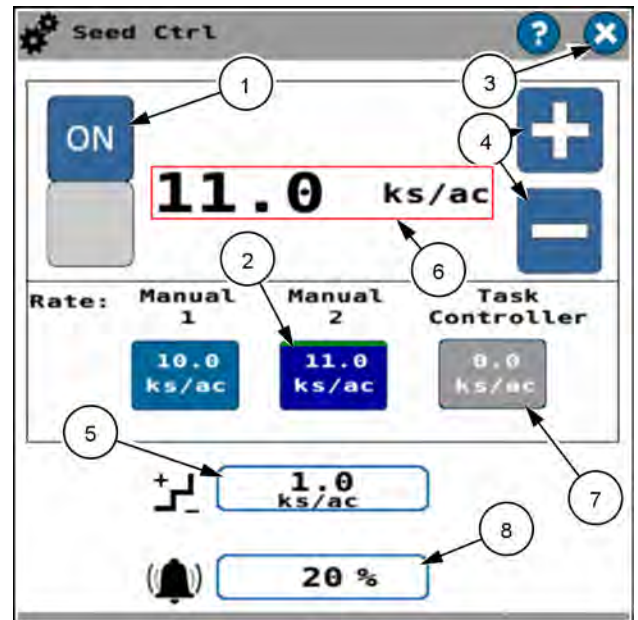 Seed Ctrl ?
1
3
ON
4
11.0 ks/ac
2
6
Rate: Manual 1 Manual 2 Task Controller
10.0 ks/ac 11.0 ks/ac 0.0 ks/ac
5
1.0 ks/ac
7
8
20 %